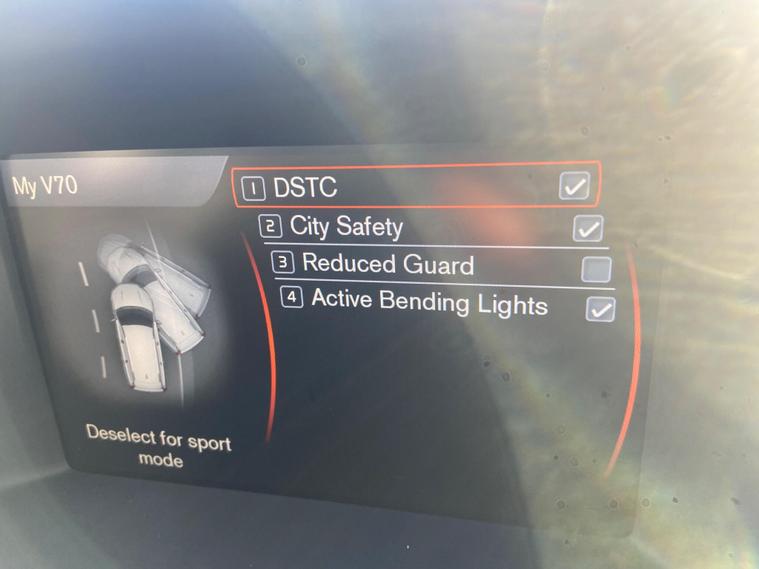 My V70
1 DSTC
2 City Safety
3 Reduced Guard
4 Active Bending Lights
Deselect for sport
mode